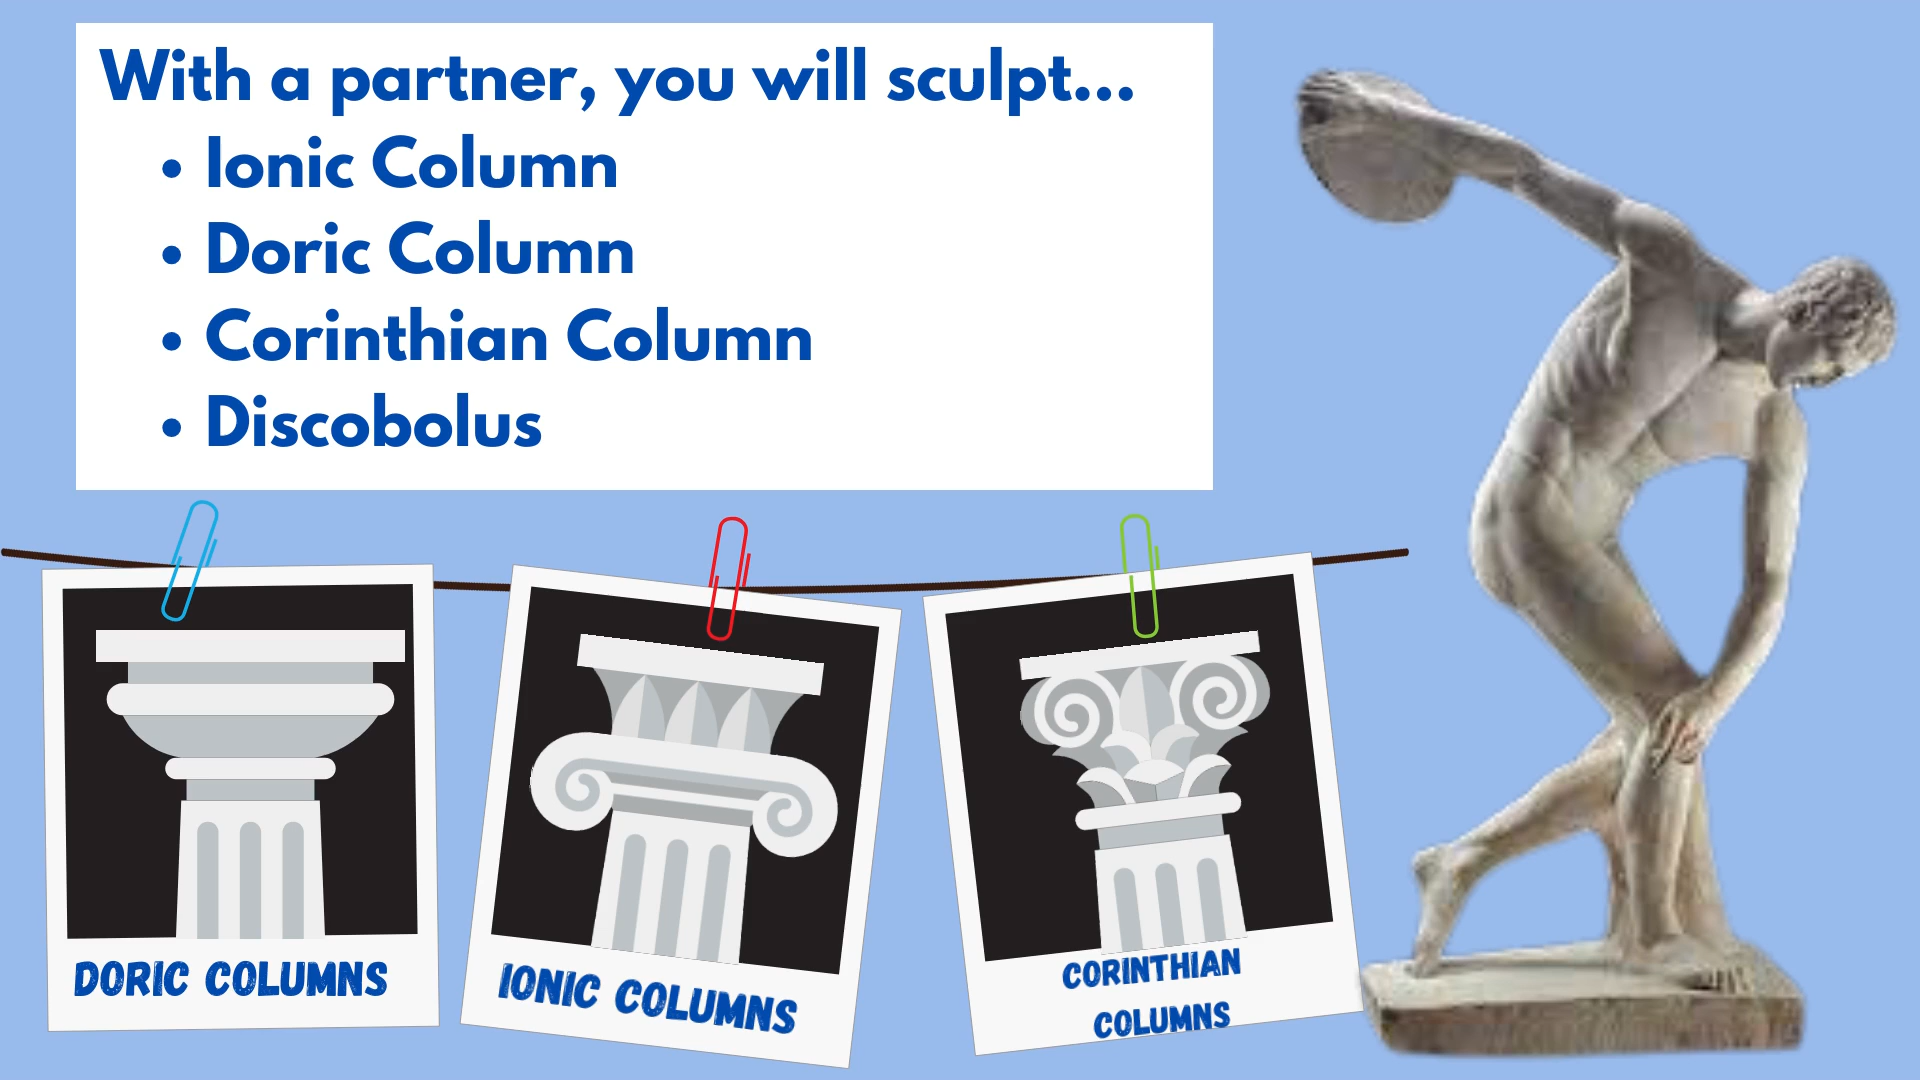 With a partner, you will sculpt...
• Ionic Column
• Doric Column
• Corinthian Column
• Discobolus
DORIC COLUMNS
IONIC COLUMNS
CORINTHIAN
COLUMNS